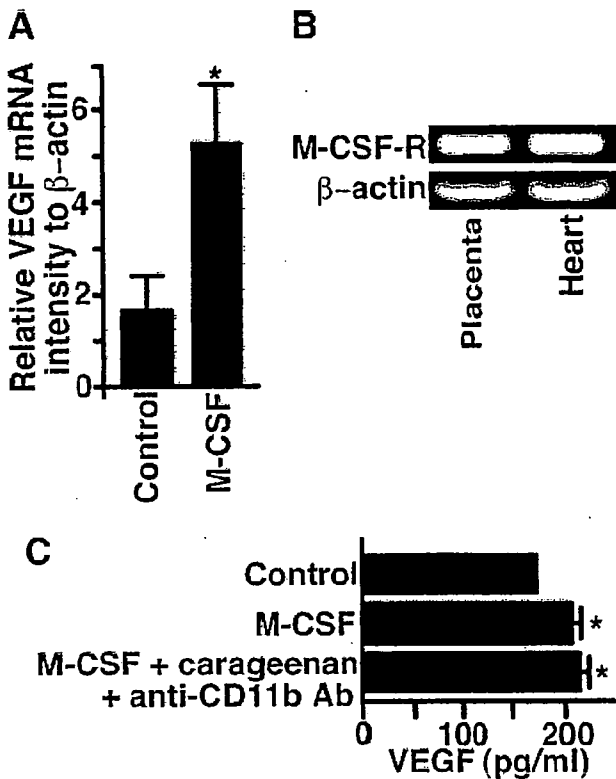 A
Relative VEGF mRNA
intensity to β–actin
6
4
2
0
*
Control
M-CSF
B
M-CSF-R
β–actin
Placenta
Heart
C
Control
M-CSF
M-CSF + carageenan
+ anti-CD11b Ab
*
*
0
100
200
VEGF (pg/ml)